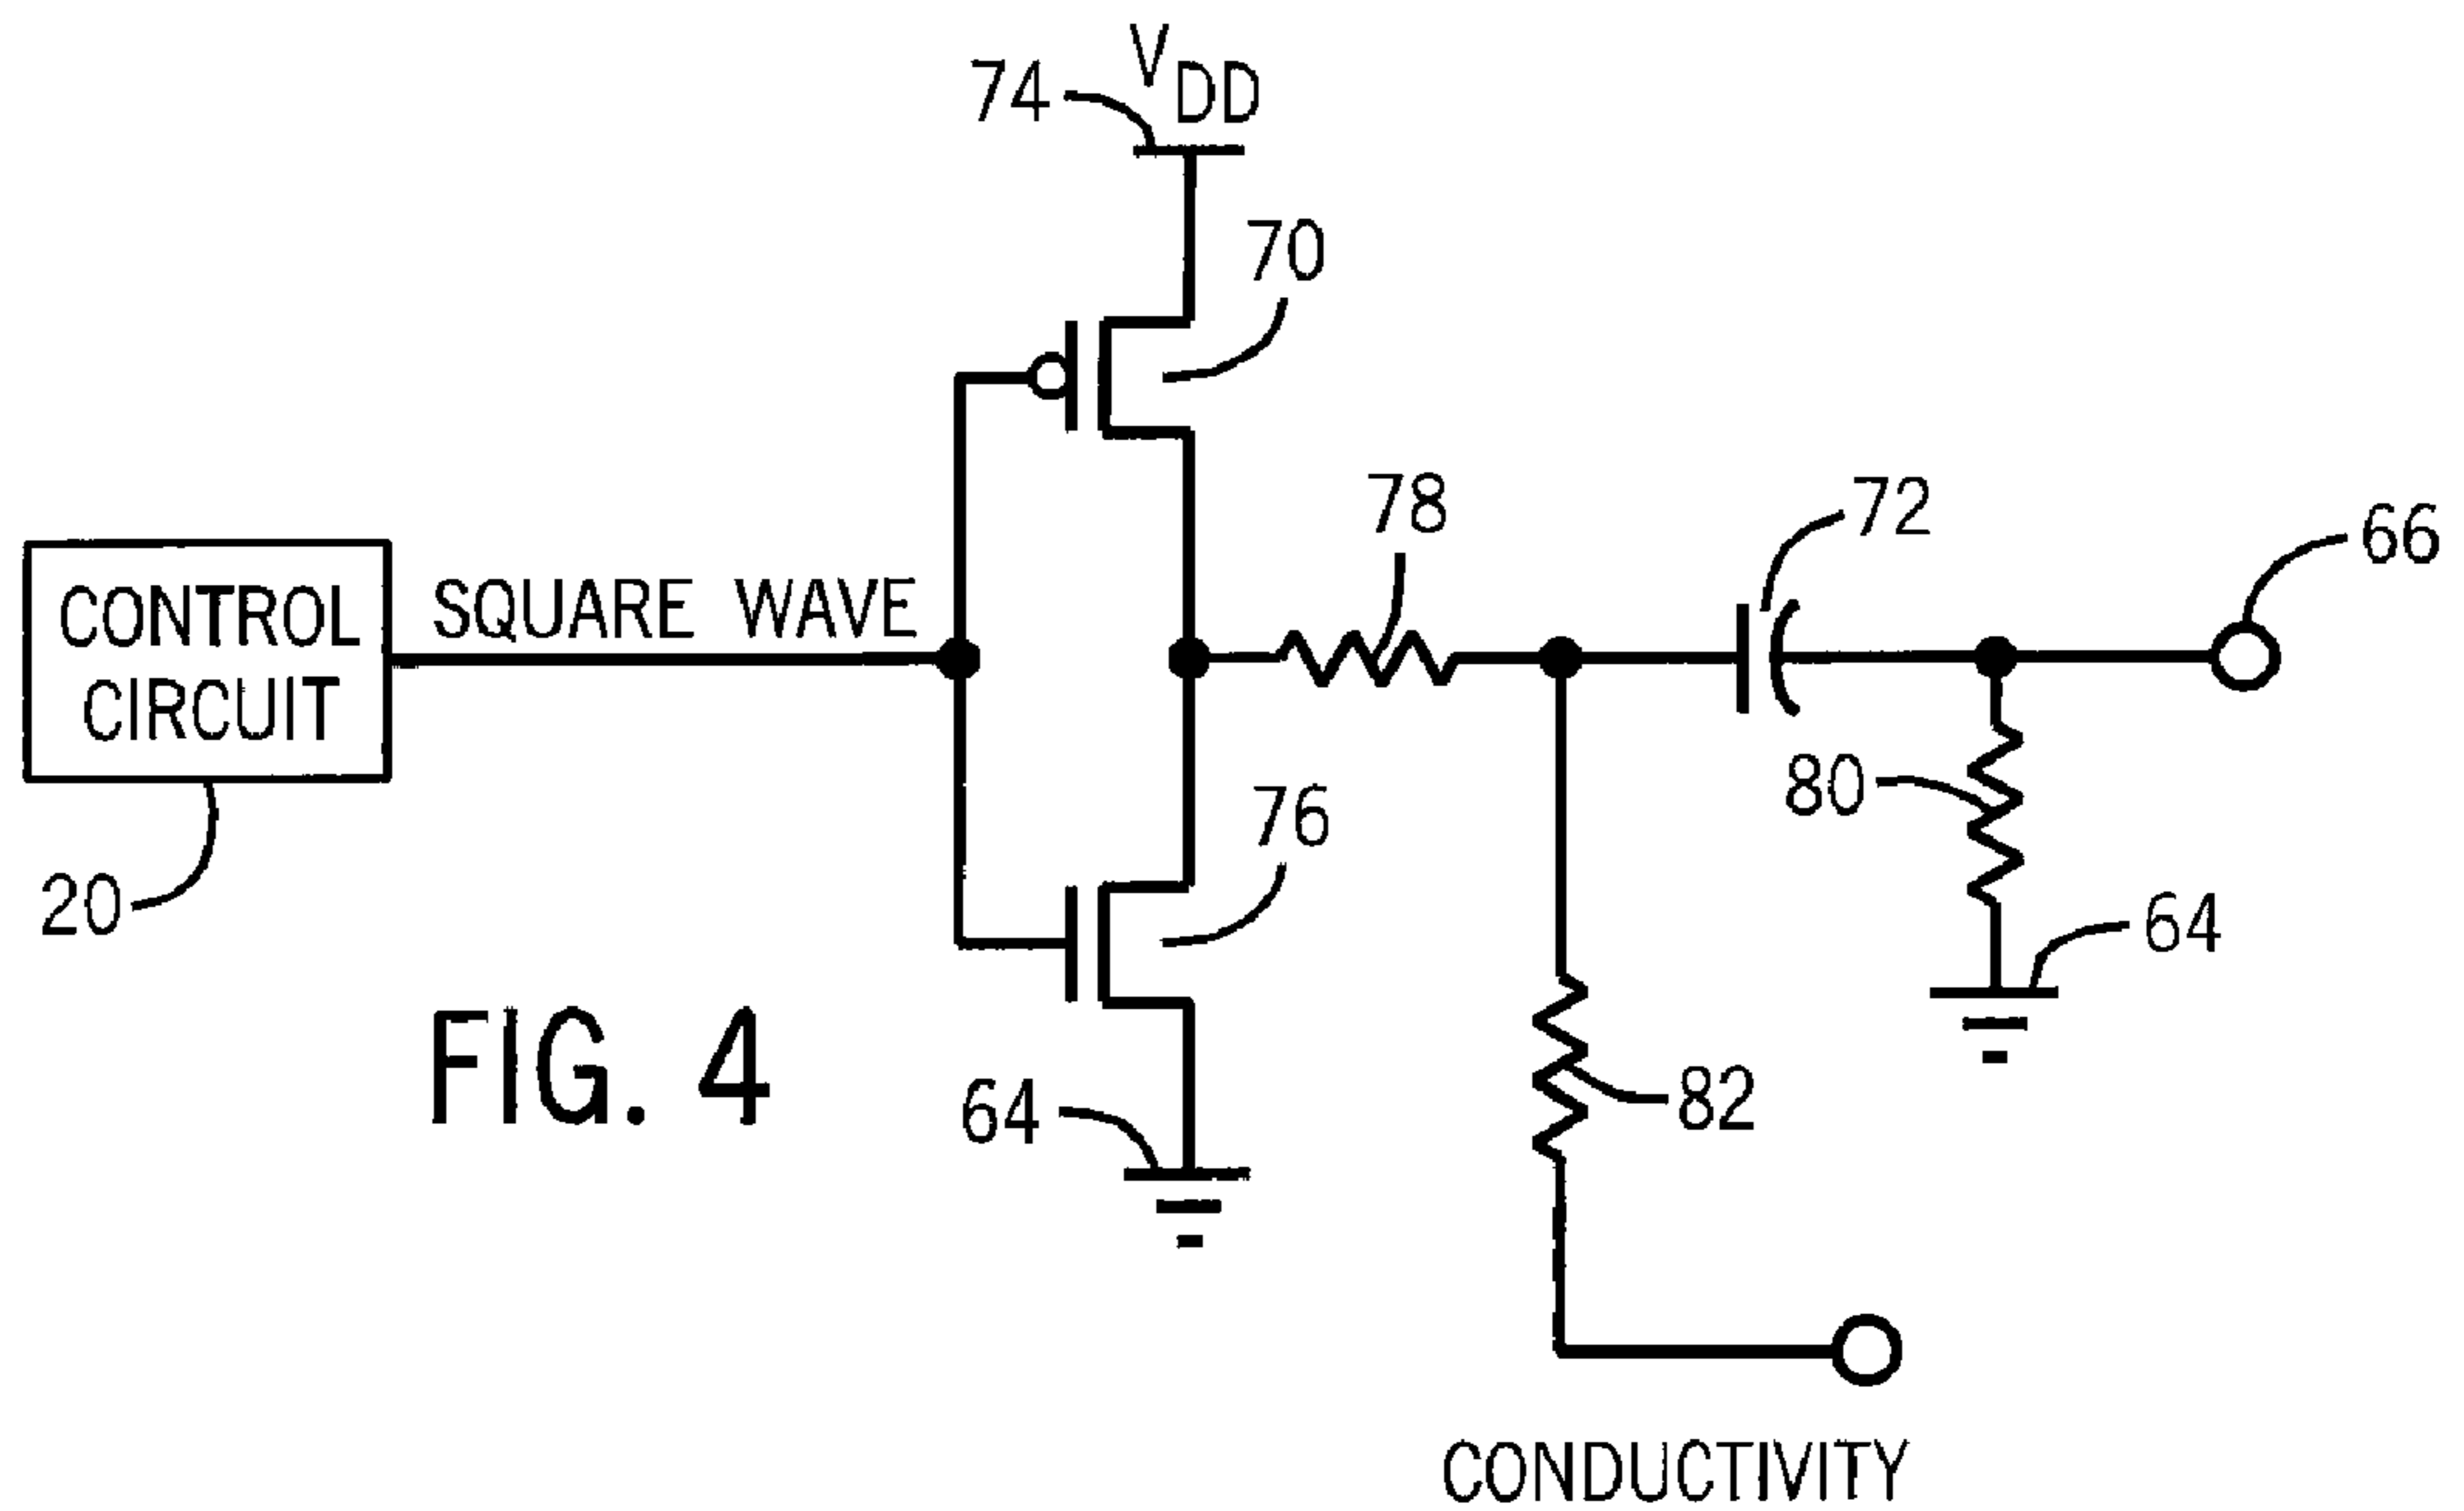 V DD
74
70
78
72
66
CONTROL
CIRCUIT
SQUARE WAVE
80
76
20
64
FIG. 4
64
82
CONDUCTIVITY